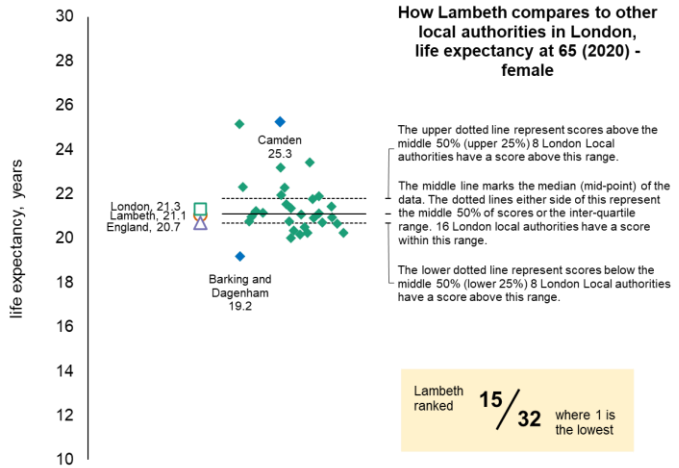 How Lambeth compares to other
local authorities in London,
life expectancy at 65 (2020) -
female
life expectancy, years
30
28
26
24
22
20
18
16
14
12
10
Camden
25.3
London, 21.3
Lambeth, 21.1
England, 20.7
Barking and
Dagenham
19.2
The upper dotted line represent scores above the
middle 50% (upper 25%) 8 London Local
authorities have a score above this range.
The middle line marks the median (mid-point) of the
data. The dotted lines either side of this represent
the middle 50% of scores or the inter-quartile
range. 16 London local authorities have a score
within this range.
The lower dotted line represent scores below the
middle 50% (lower 25%) 8 London Local authorities
have a score above this range.
Lambeth
ranked
15/32
where 1 is
the lowest